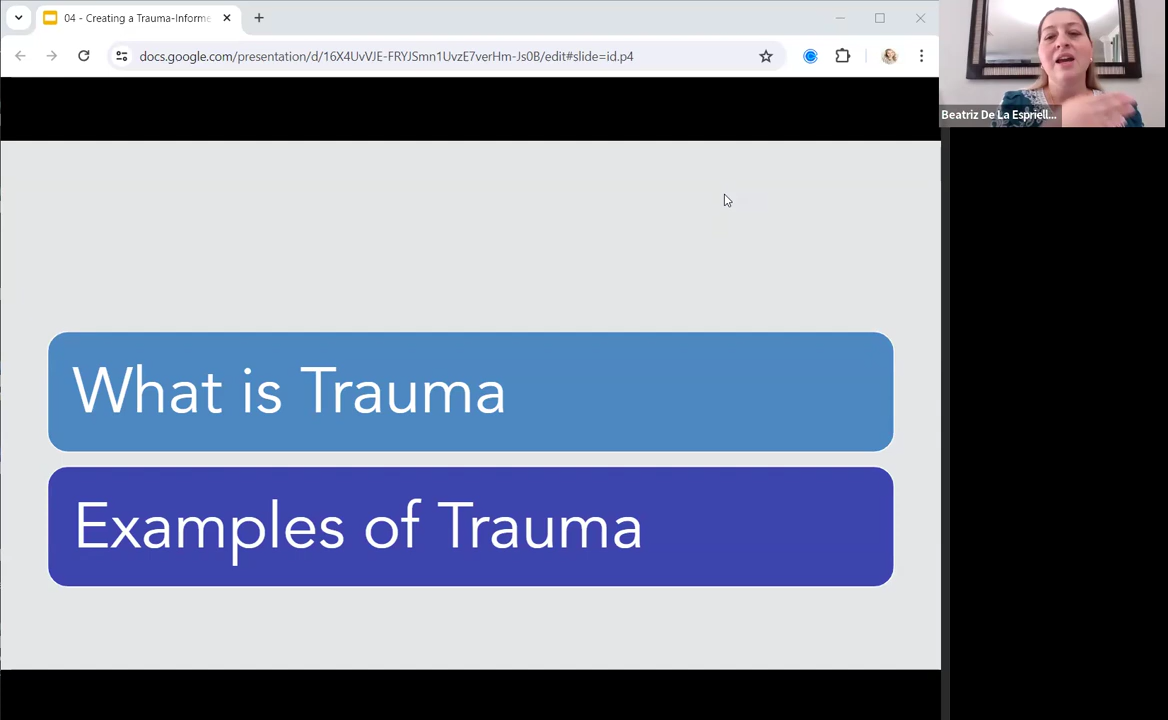 04 - Creating a Trauma-Informe
docs.google.com/presentation/d/16X4UvVJE-FRYJSmn1UvzE7verHm-Js0B/edit#slide=id.p4
Beatriz De La Espriell...
What is Trauma
Examples of Trauma